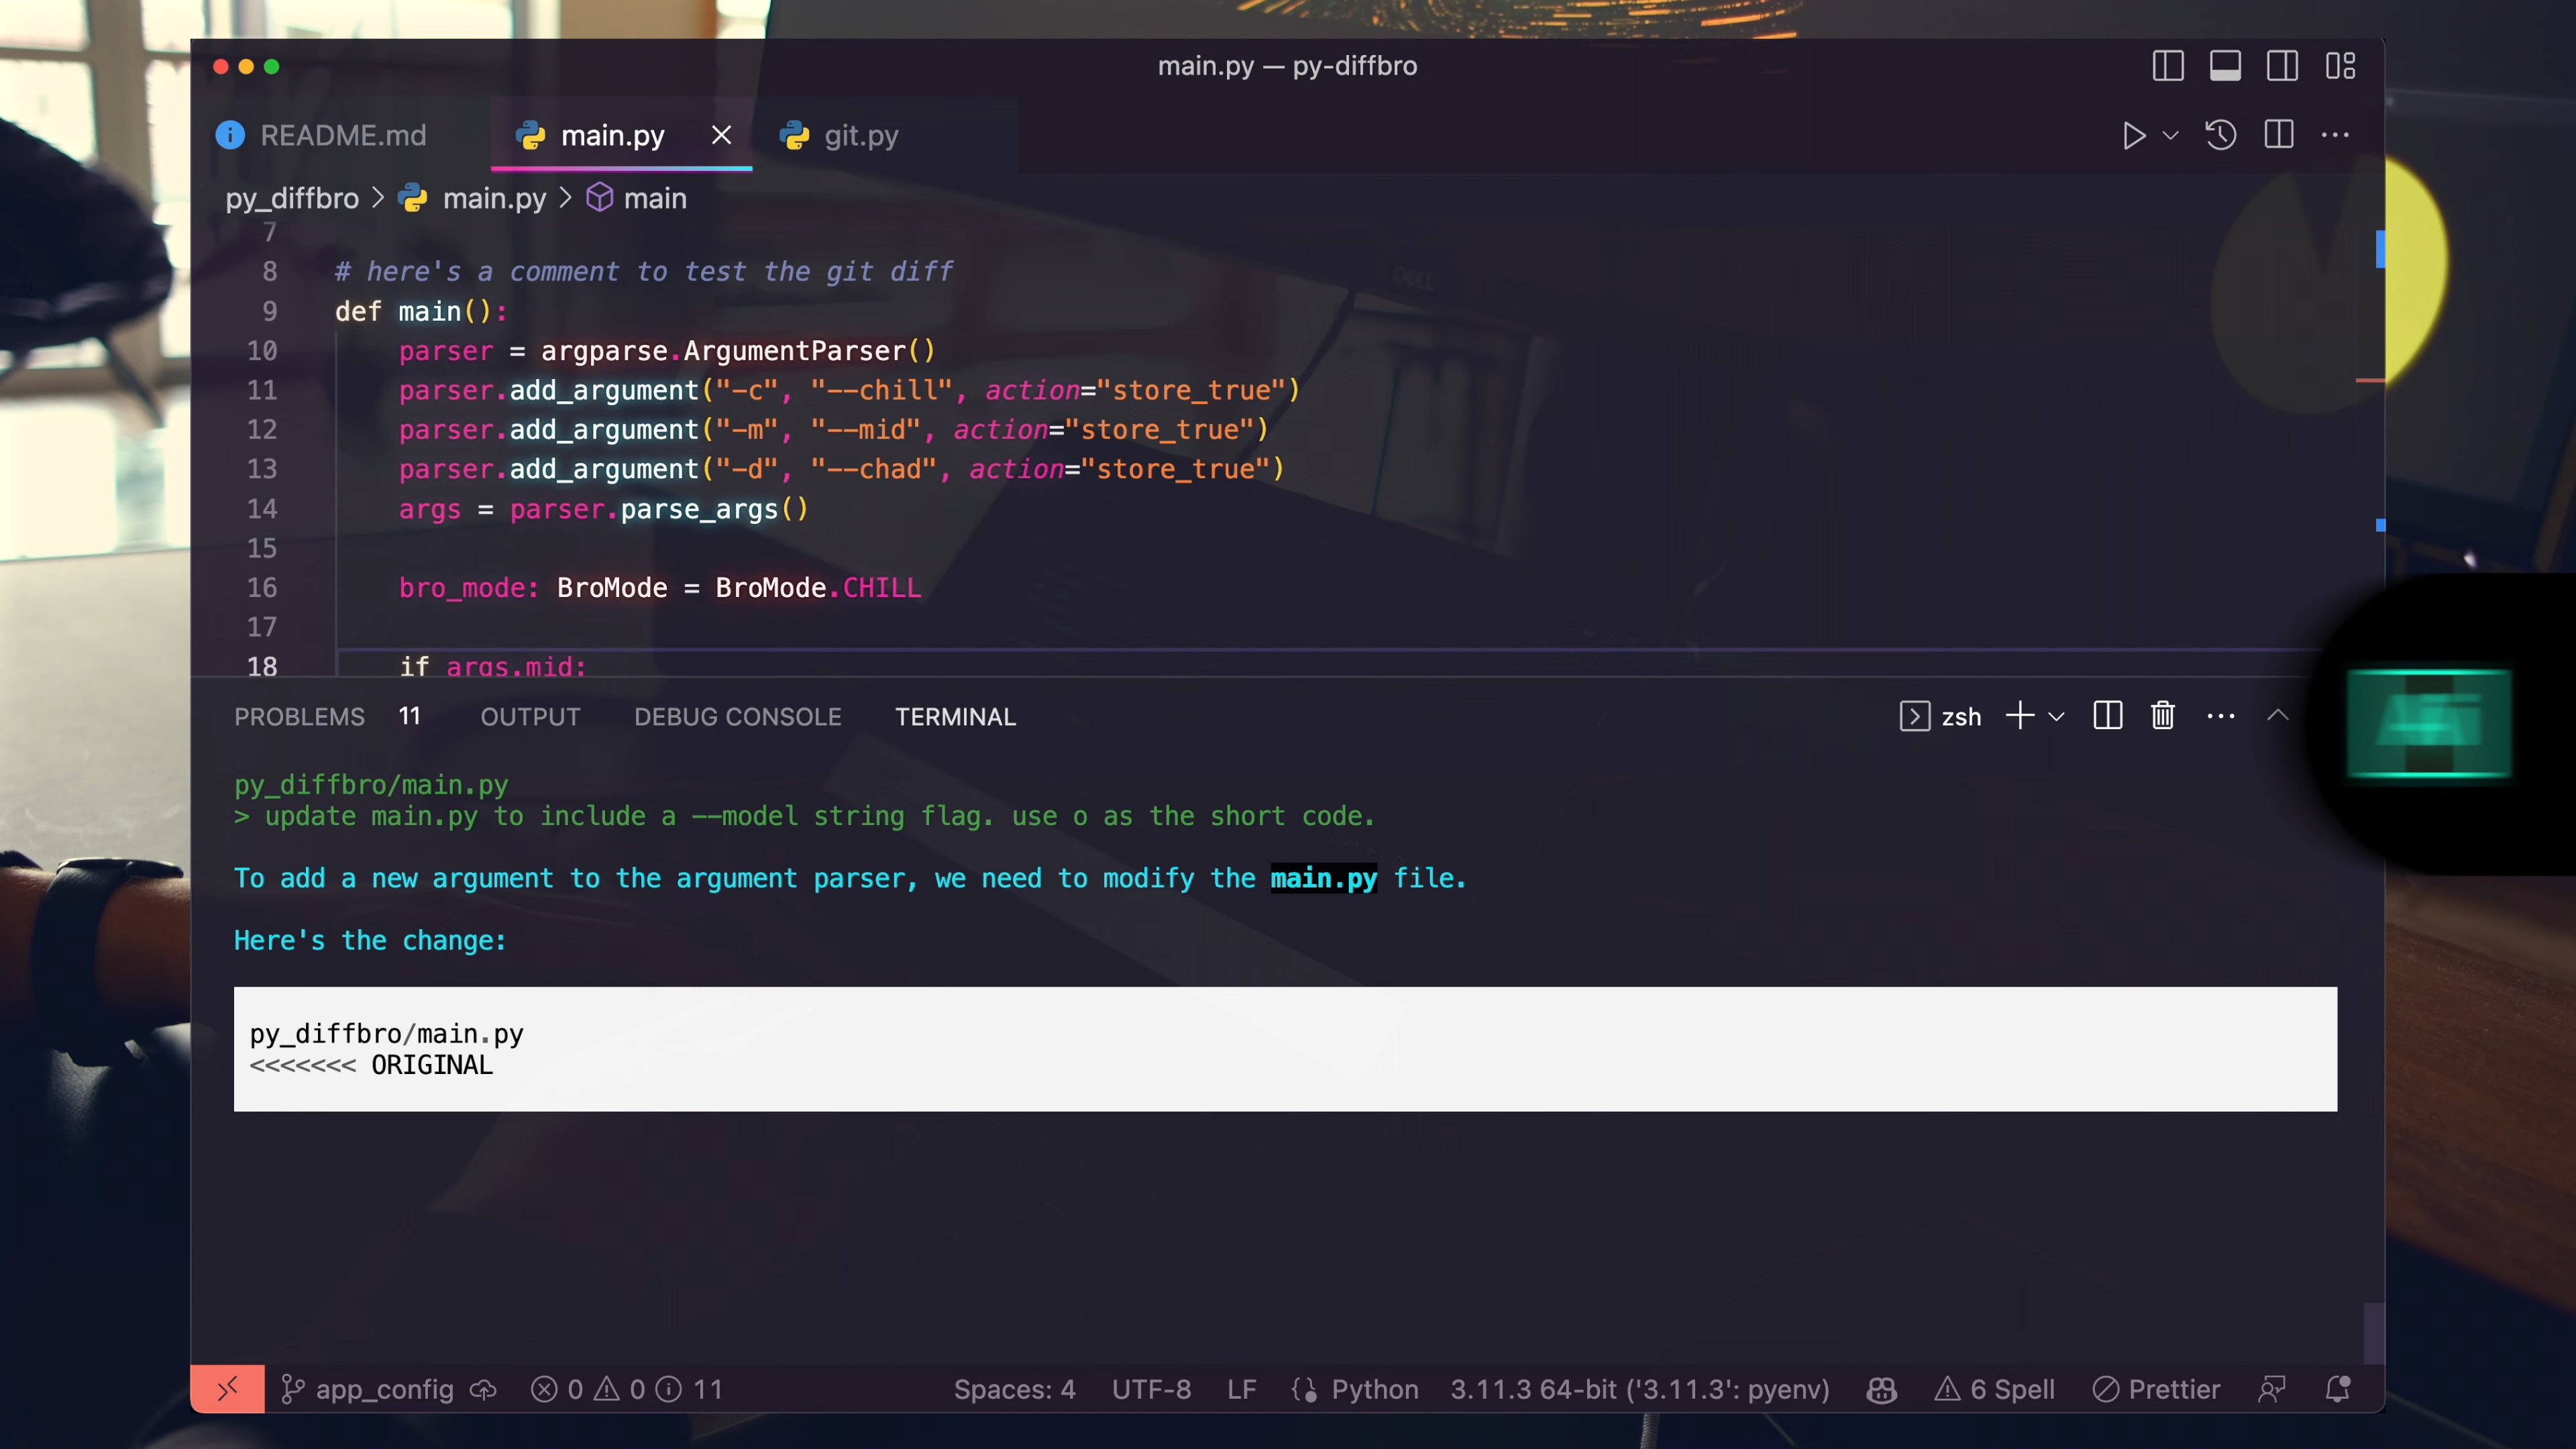 main.py — py-diffbro
README.md
main.py
git.py
py_diffbro > main.py > main
7
8 # here's a comment to test the git diff
9 def main():
10 parser = argparse.ArgumentParser()
11 parser.add_argument("-c", "--chill", action="store_true")
12 parser.add_argument("-m", "--mid", action="store_true")
13 parser.add_argument("-d", "--chad", action="store_true")
14 args = parser.parse_args()
15
16 bro_mode: BroMode = BroMode.CHILL
17
18 if args.mid:
PROBLEMS 11 OUTPUT DEBUG CONSOLE TERMINAL
zsh
py_diffbro/main.py
> update main.py to include a --model string flag. use o as the short code.
To add a new argument to the argument parser, we need to modify the main.py file.
Here's the change:
py_diffbro/main.py
<<<<<<< ORIGINAL
app_config 0 0 11 Spaces: 4 UTF-8 LF Python 3.11.3 64-bit ('3.11.3': pyenv) 6 Spell Prettier
DELL